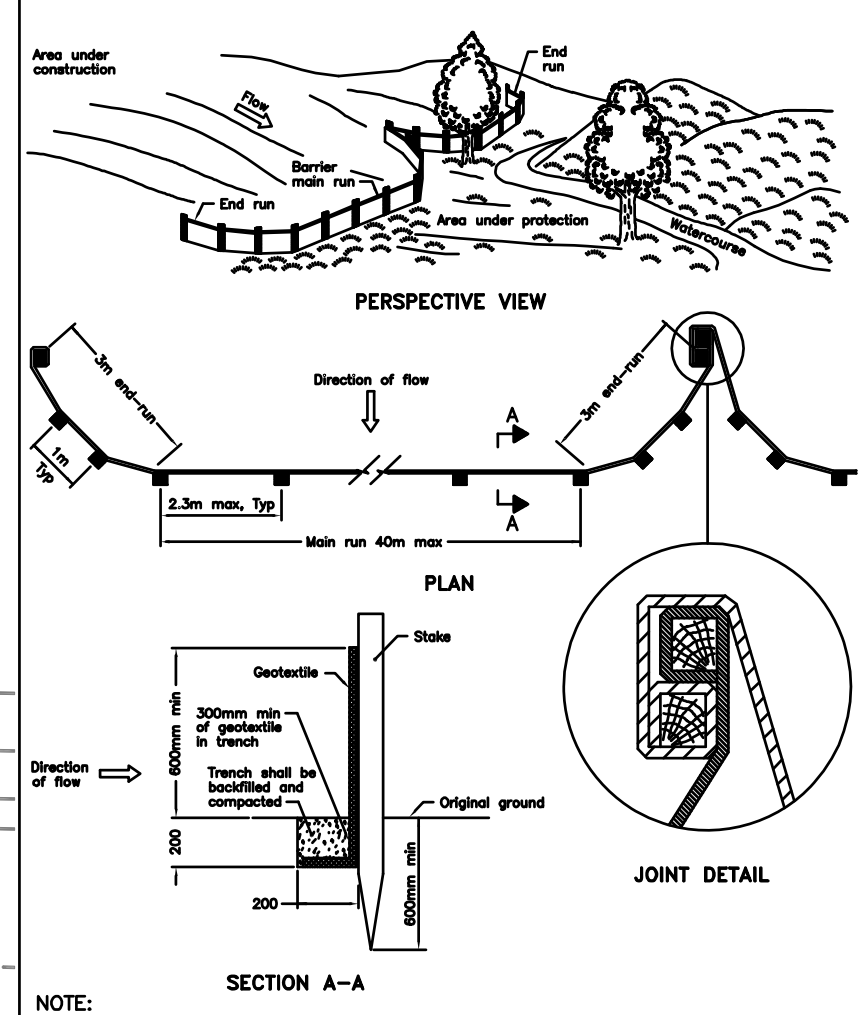 Area under
construction
Flow
End
run
Barrier
main run
End run
Area under protection
Watercourse
PERSPECTIVE VIEW
3m end-run
Direction of flow
3m end-run
A
1m
Typ
2.3m max, Typ
A
Main run 40m max
PLAN
Stake
Geotextile
600mm min
300mm min
of geotextile
in trench
Direction
of flow
Trench shall be
backfilled and
compacted
Original ground
200
600mm min
200
JOINT DETAIL
SECTION A-A
NOTE: